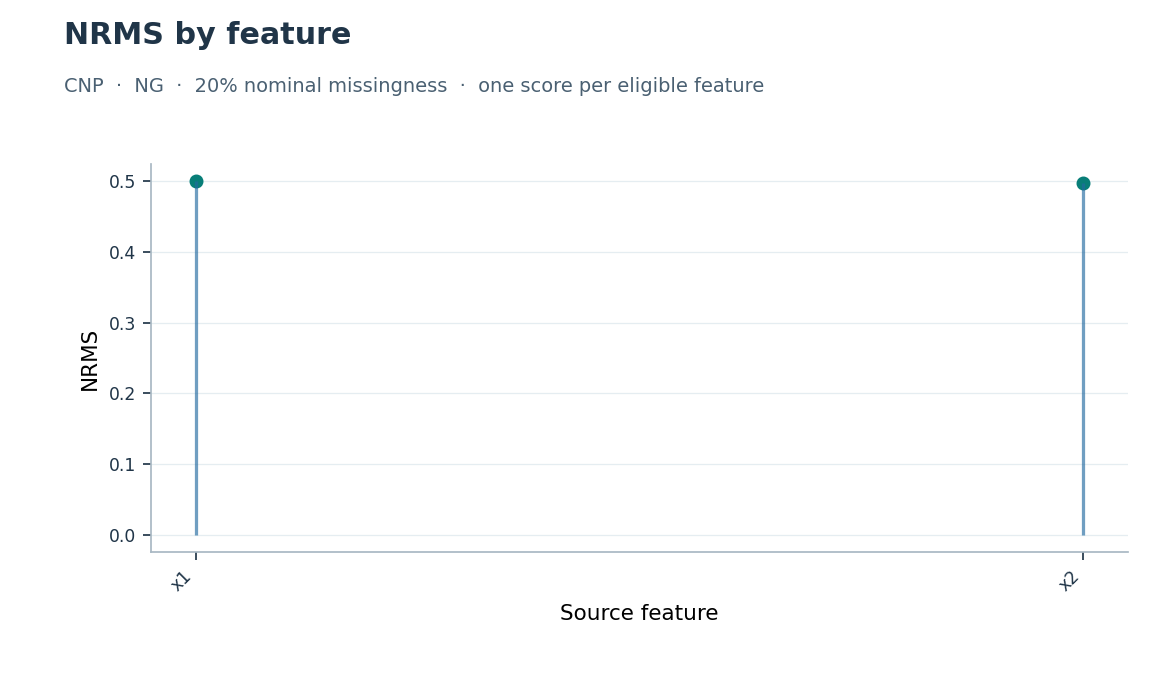 NRMS by feature
CNP · NG · 20% nominal missingness · one score per eligible feature
0.5
0.4
0.3
0.2
0.1
0.0
NRMS
x1
x2
Source feature